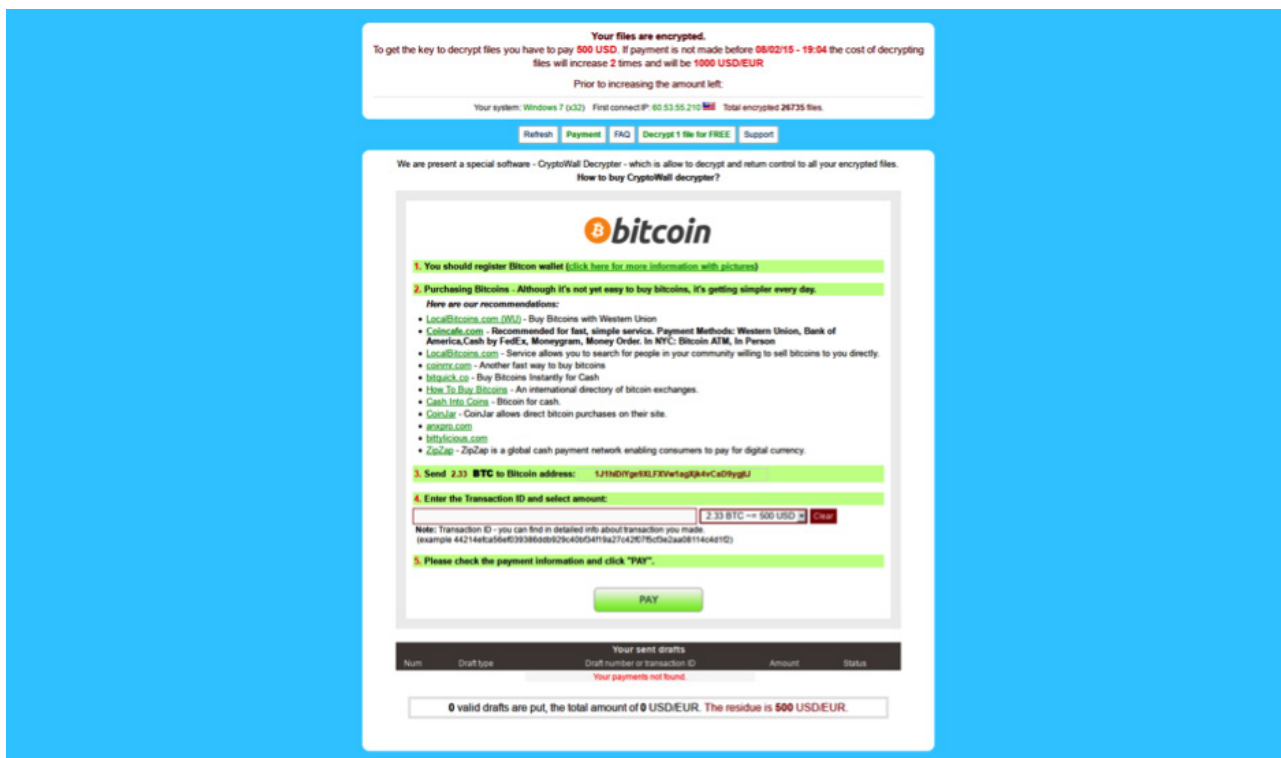 Your files are encrypted.
To get the key to decrypt files you have to pay 500 USD. If payment is not made before 08/02/15 - 19:04 the cost of decrypting
files will increase 2 times and will be 1000 USD/EUR
Prior to increasing the amount left:
Your system: Windows 7 (x32) First connect IP: 60.53.55.210 Total encrypted 26735 files.
Refresh Payment FAQ Decrypt 1 file for FREE Support
We are present a special software - CryptoWall Decrypter - which is allow to decrypt and return control to all your encrypted files.
How to buy CryptoWall decrypter?
bitcoin
1. You should register Bitcon wallet (click here for more information with pictures)
2. Purchasing Bitcoins - Although it's not yet easy to buy bitcoins, it's getting simpler every day.
Here are our recommendations:
• LocalBitcoins.com (WU) - Buy Bitcoins with Western Union
• Coincafe.com - Recommended for fast, simple service. Payment Methods: Western Union, Bank of
America,Cash by FedEx, Moneygram, Money Order. In NYC: Bitcoin ATM, In Person
• LocalBitcoins.com - Service allows you to search for people in your community willing to sell bitcoins to you directly.
• coinmr.com - Another fast way to buy bitcoins
• bitquick.co - Buy Bitcoins Instantly for Cash
• How To Buy Bitcoins - An international directory of bitcoin exchanges.
• Cash Into Coins - Bticoin for cash.
• CoinJar - CoinJar allows direct bitcoin purchases on their site.
• anxpro.com
• bittylicious.com
• ZipZap - ZipZap is a global cash payment network enabling consumers to pay for digital currency.
3. Send 2.33 BTC to Bitcoin address:
4. Enter the Transaction ID and select amount:
2.33 BTC ~= 500 USD Clear
Note: Transaction ID - you can find in detailed info about transaction you made.
(example
5. Please check the payment information and click "PAY".
PAY
Your sent drafts
Num Draft type Draft number or transaction ID Amount Status
Your payments not found.
0 valid drafts are put, the total amount of 0 USD/EUR. The residue is 500 USD/EUR.